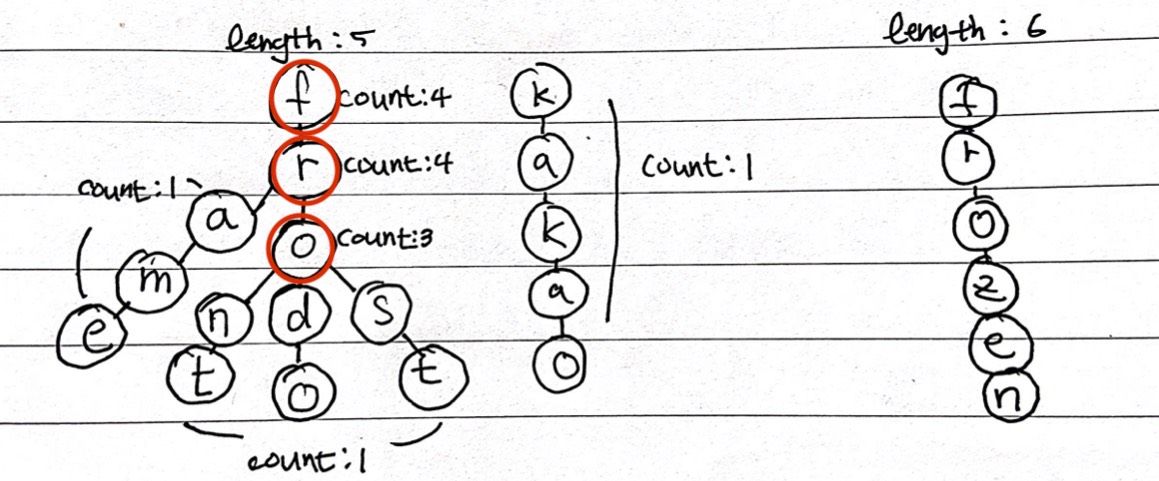 length : 5
length : 6
f count:4 k f
r count:4 a count:1 r
count:1 a o count:3 k o
m a z
e n d s e
t o t o n
count:1